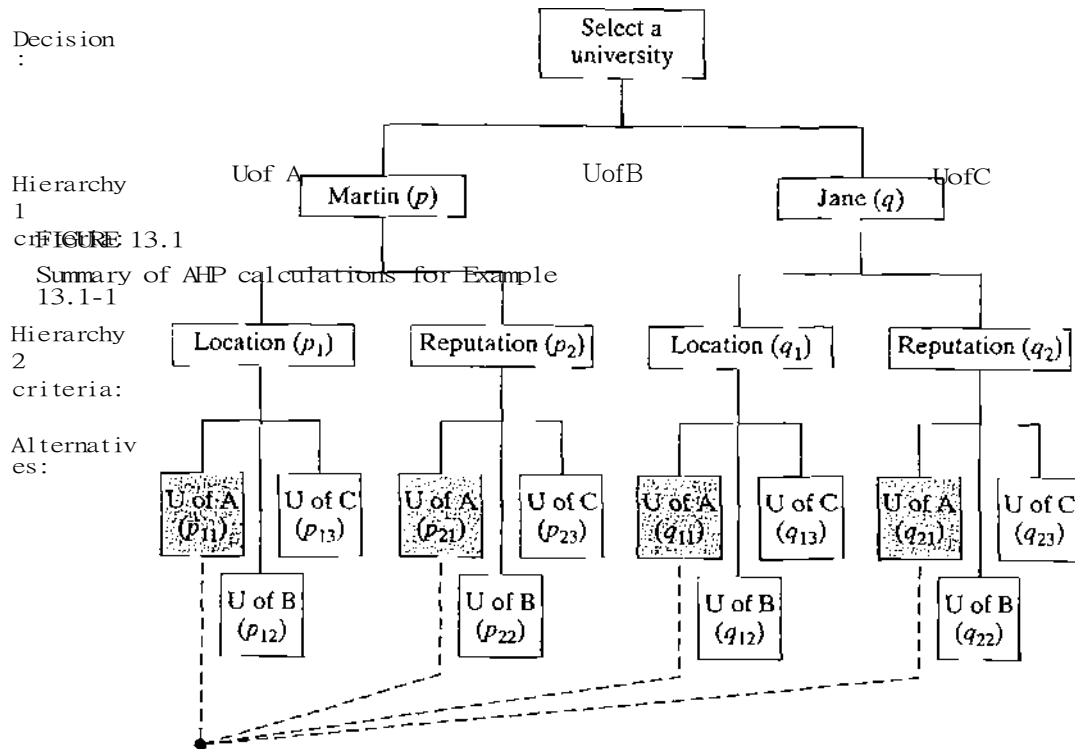 Decision
:
Select a
university
Uof A
UofB
UofC
Hierarchy
1
criteria:
Martin (p)
Jane (q)
FIGURE 13.1
Summary of AHP calculations for Example
13.1-1
Hierarchy
2
criteria:
Location (p1)
Reputation (p2)
Location (q1)
Reputation (q2)
Alternativ
es:
U of A
(p11)
U of C
(p13)
U of A
(p21)
U of C
(p23)
U of A
(q11)
U of C
(q13)
U of A
(q21)
U of C
(q23)
U of B
(p12)
U of B
(p22)
U of B
(q12)
U of B
(q22)